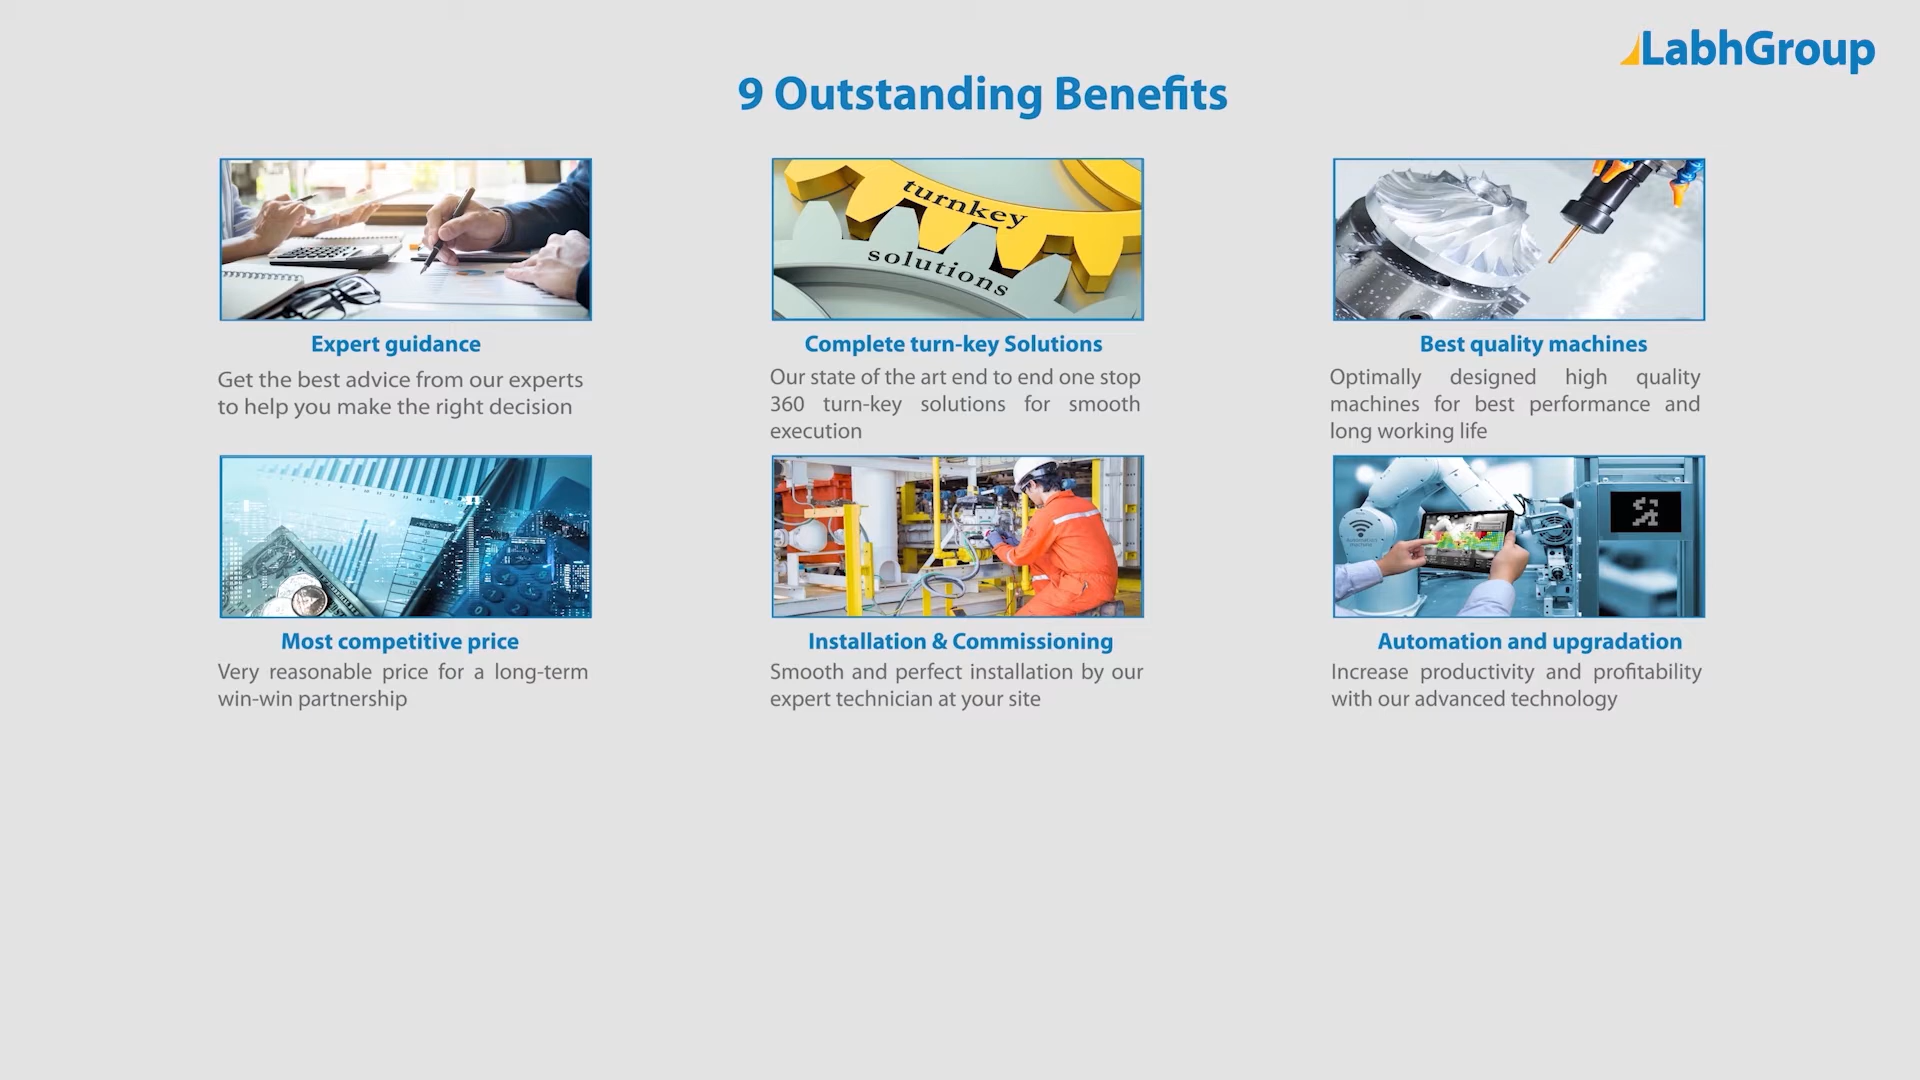 LabhGroup
9 Outstanding Benefits
turnkey
solutions
Expert guidance
Get the best advice from our experts
to help you make the right decision
Complete turn-key Solutions
Our state of the art end to end one stop
360 turn-key solutions for smooth
execution
Best quality machines
Optimally designed high quality
machines for best performance and
long working life
Most competitive price
Very reasonable price for a long-term
win-win partnership
Installation & Commissioning
Smooth and perfect installation by our
expert technician at your site
Automation and upgradation
Increase productivity and profitability
with our advanced technology